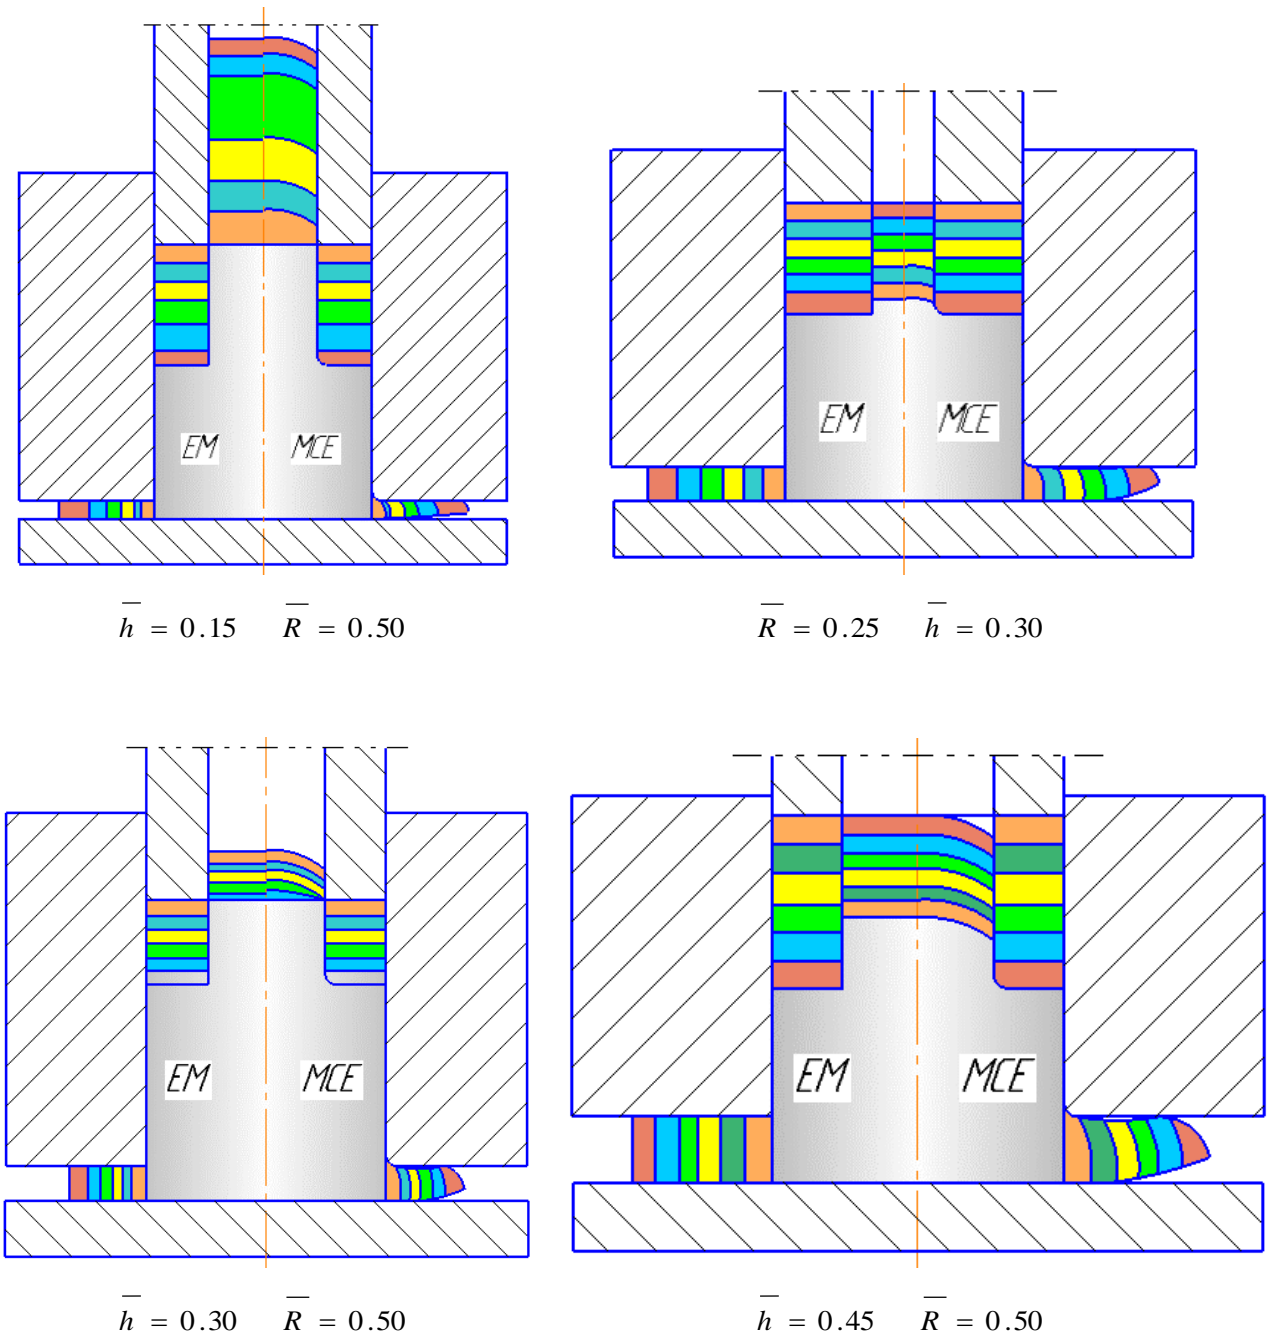 EM MCE
EM MCE
h = 0.15 R = 0.50
R = 0.25 h = 0.30
EM MCE
EM MCE
h = 0.30 R = 0.50
h = 0.45 R = 0.50